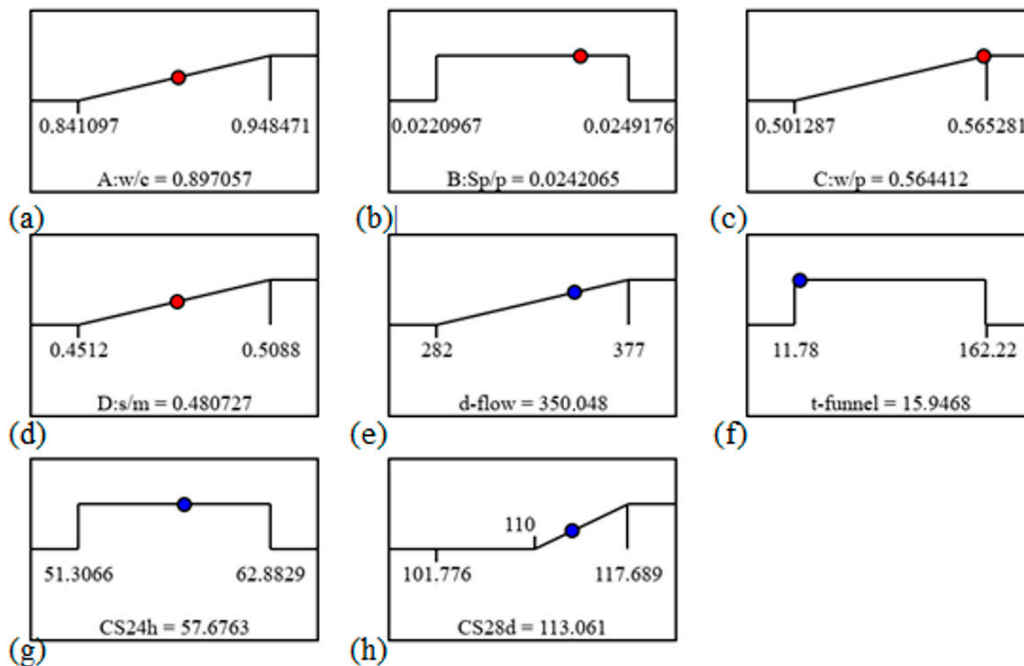 0.841097 0.948471
A:w/c = 0.897057
(a)
0.0220967 0.0249176
B:Sp/p = 0.0242065
(b)
0.501287 0.565281
C:w/p = 0.564412
(c)
0.4512 0.5088
D:s/m = 0.480727
(d)
282 377
d-flow = 350.048
(e)
11.78 162.22
t-funnel = 15.9468
(f)
51.3066 62.8829
CS24h = 57.6763
(g)
110
101.776 117.689
CS28d = 113.061
(h)